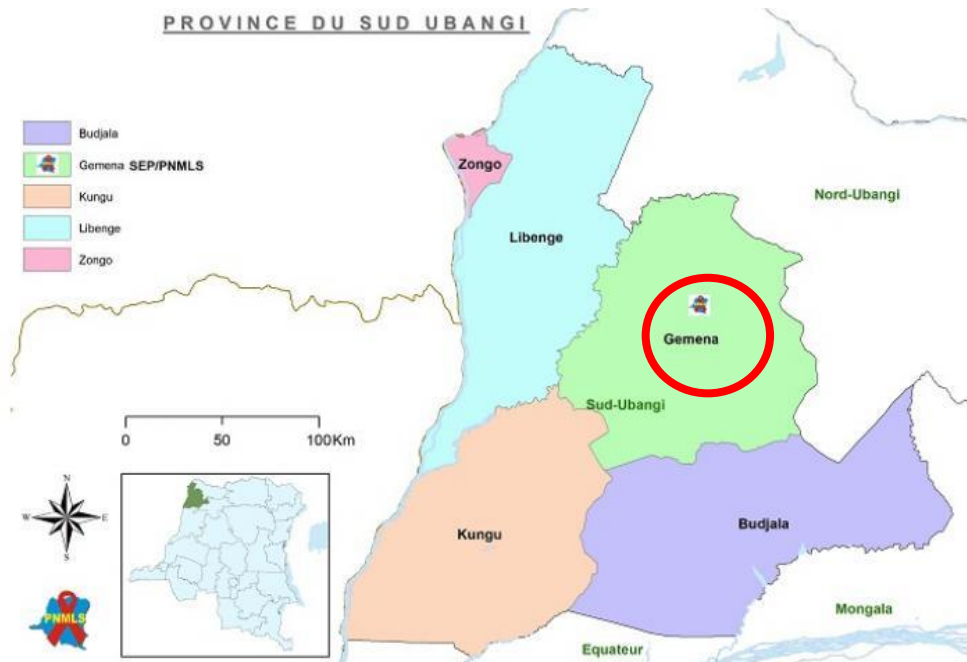 PROVINCE DU SUD UBANGI
Budjala
Gemena SEP/PNMLS
Kungu
Libenge
Zongo
Zongo
Libenge
Nord-Ubangi
Gemena
Sud-Ubangi
0 50 100Km
Kungu
Budjala
Mongala
Equateur
N
W E
S
PNMLS